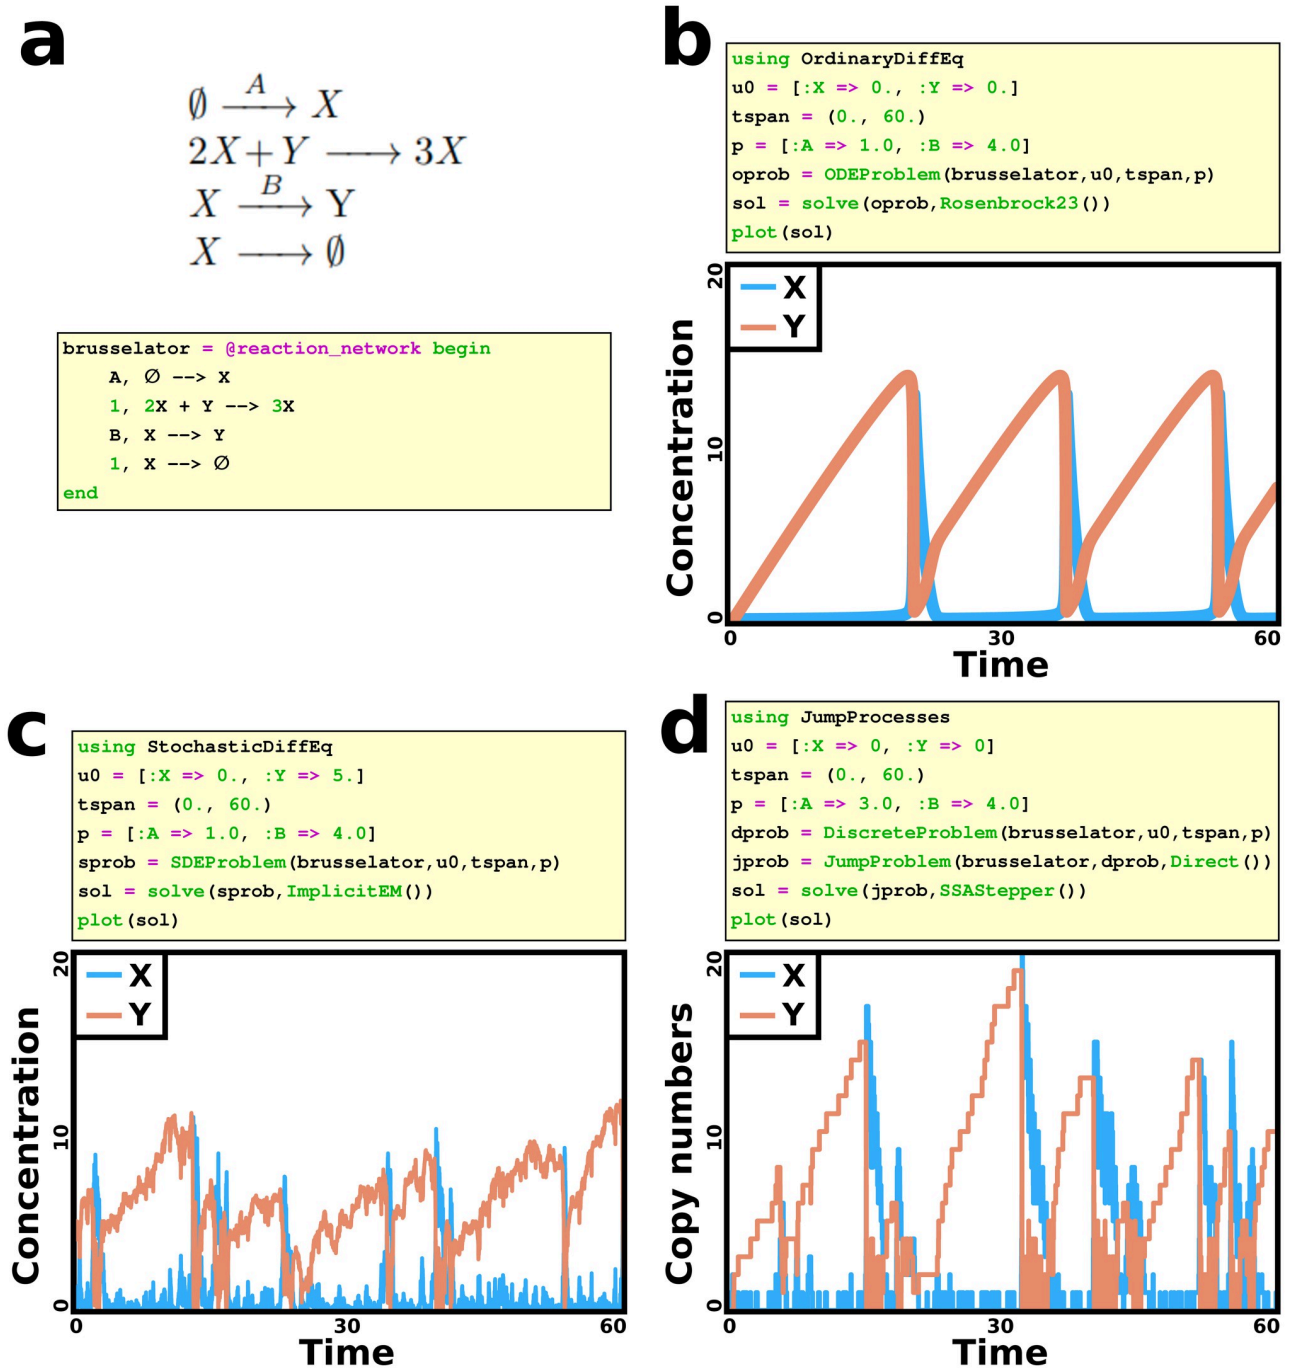 a
∅ —A→ X
2X+Y ⟶ 3X
X —B→ Y
X ⟶ ∅
brusselator = @reaction_network begin
A, ∅ --> X
1, 2X + Y --> 3X
B, X --> Y
1, X --> ∅
end
b
using OrdinaryDiffEq
u0 = [:X => 0., :Y => 0.]
tspan = (0., 60.)
p = [:A => 1.0, :B => 4.0]
oprob = ODEProblem(brusselator,u0,tspan,p)
sol = solve(oprob,Rosenbrock23())
plot(sol)
X
Y
Concentration
20
10
0
0 30 60
Time
c
using StochasticDiffEq
u0 = [:X => 0., :Y => 5.]
tspan = (0., 60.)
p = [:A => 1.0, :B => 4.0]
sprob = SDEProblem(brusselator,u0,tspan,p)
sol = solve(sprob,ImplicitEM())
plot(sol)
X
Y
Concentration
20
10
0
0 30 60
Time
d
using JumpProcesses
u0 = [:X => 0, :Y => 0]
tspan = (0., 60.)
p = [:A => 3.0, :B => 4.0]
dprob = DiscreteProblem(brusselator,u0,tspan,p)
jprob = JumpProblem(brusselator,dprob,Direct())
sol = solve(jprob,SSAStepper())
plot(sol)
X
Y
Copy numbers
20
10
0
0 30 60
Time